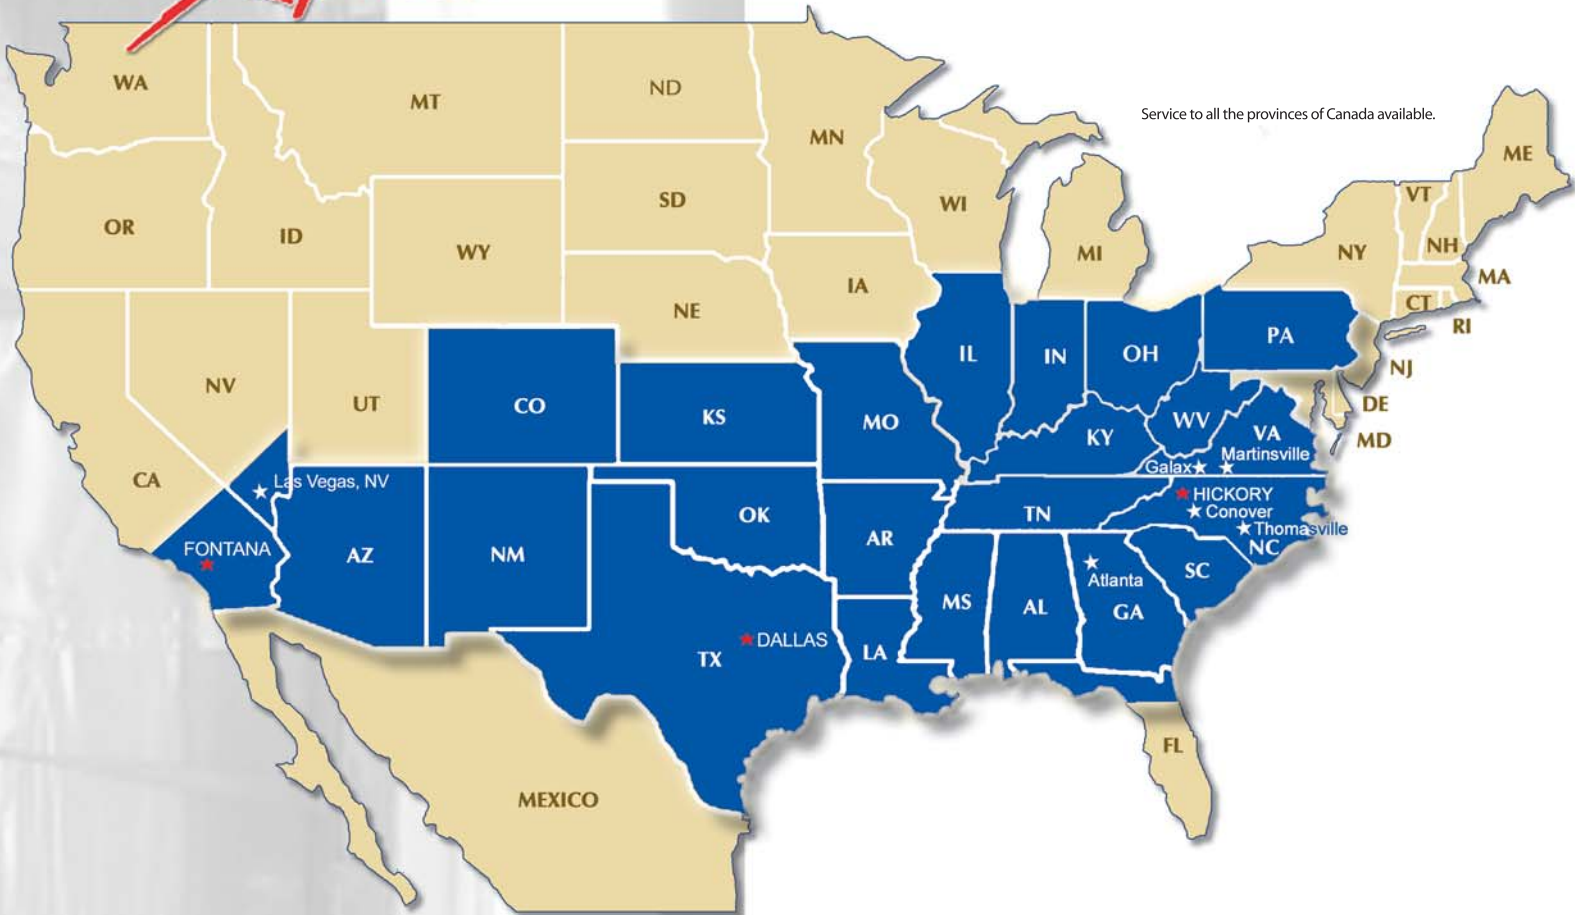 Service to all the provinces of Canada available.
WA
MT
ND
MN
ME
OR
ID
WY
SD
WI
MI
VT
NH
NY
MA
CT
RI
NE
IA
NV
UT
CO
KS
MO
IL
IN
OH
PA
NJ
DE
MD
CA
KY
WV
VA
Martinsville
Galax
Las Vegas, NV
HICKORY
Conover
Thomasville
FONTANA
AZ
NM
OK
AR
TN
NC
SC
Atlanta
GA
MS
AL
TX
DALLAS
LA
FL
MEXICO